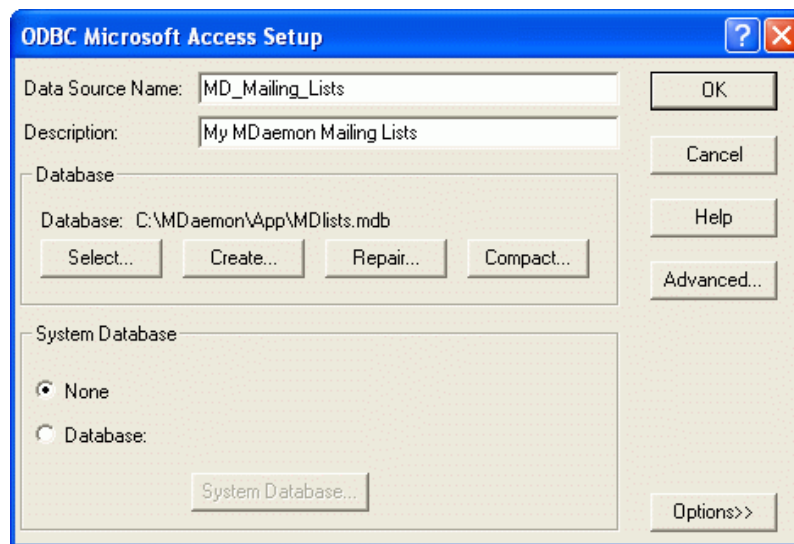 ODBC Microsoft Access Setup
Data Source Name: MD_Mailing_Lists
OK
Description: My MDaemon Mailing Lists
Cancel
Database
Database: C:\MDaemon\App\MDlists.mdb
Help
Select... Create... Repair... Compact...
Advanced...
System Database
None
Database:
System Database...
Options>>